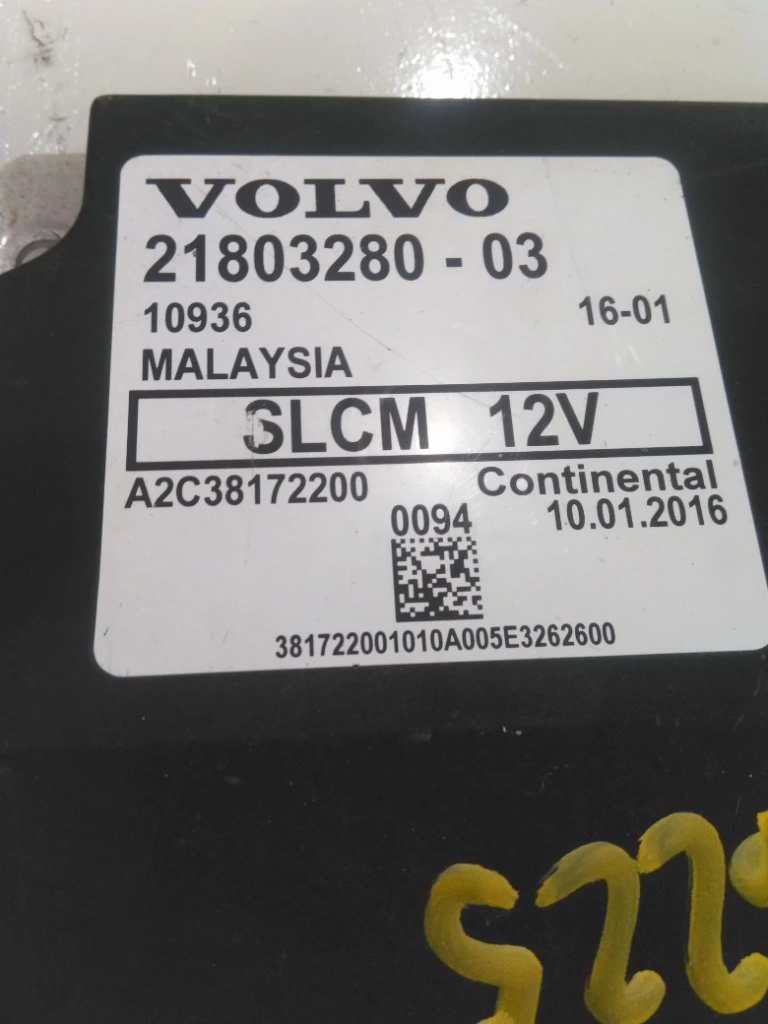 VOLVO
21803280 - 03
10936 16-01
MALAYSIA
SLCM 12V
A2C38172200 Continental
0094 10.01.2016
381722001010A005E3262600